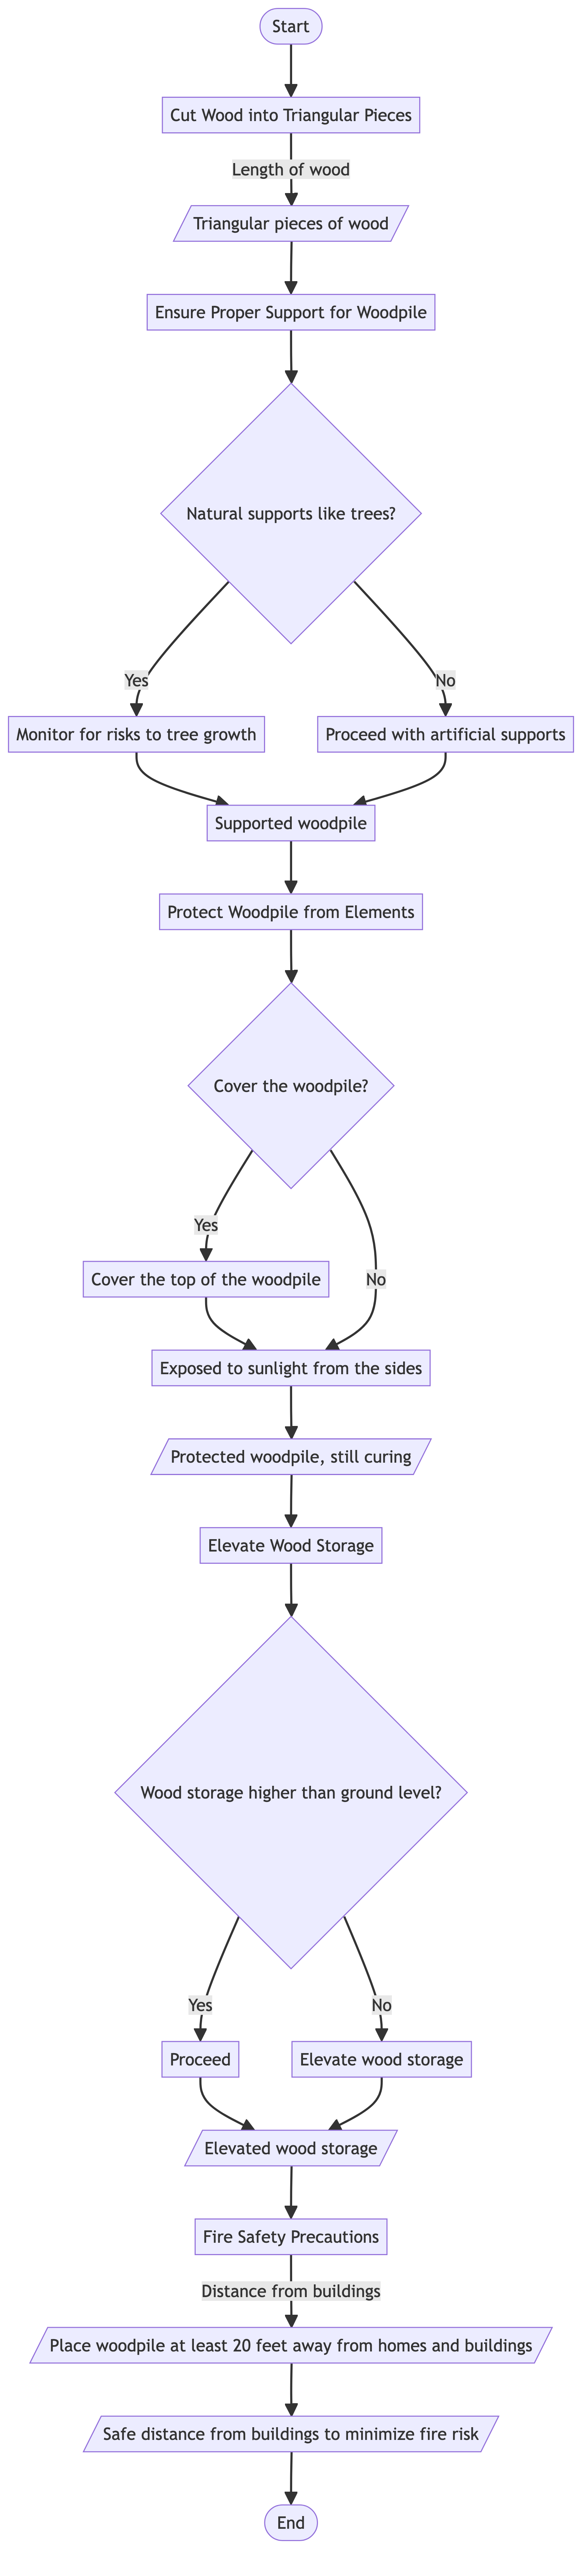 Start
Cut Wood into Triangular Pieces
Length of wood
Triangular pieces of wood
Ensure Proper Support for Woodpile
Natural supports like trees?
Yes
No
Monitor for risks to tree growth
Proceed with artificial supports
Supported woodpile
Protect Woodpile from Elements
Cover the woodpile?
Yes
Cover the top of the woodpile
No
Exposed to sunlight from the sides
Protected woodpile, still curing
Elevate Wood Storage
Wood storage higher than ground level?
Yes
No
Proceed
Elevate wood storage
Elevated wood storage
Fire Safety Precautions
Distance from buildings
Place woodpile at least 20 feet away from homes and buildings
Safe distance from buildings to minimize fire risk
End